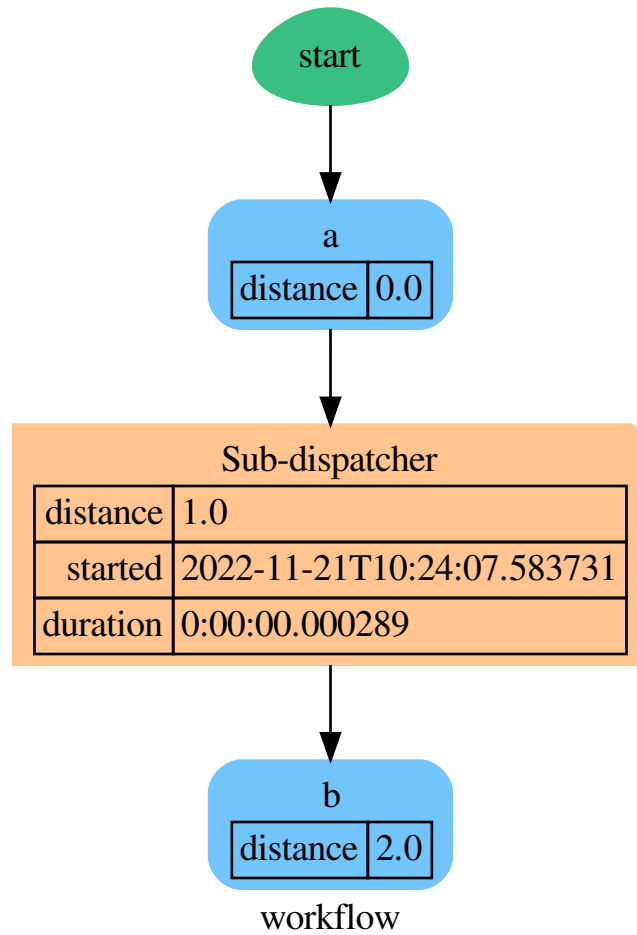 start
a
distance 0.0
Sub-dispatcher
distance 1.0
started 2022-11-21T10:24:07.583731
duration 0:00:00.000289
b
distance 2.0
workflow